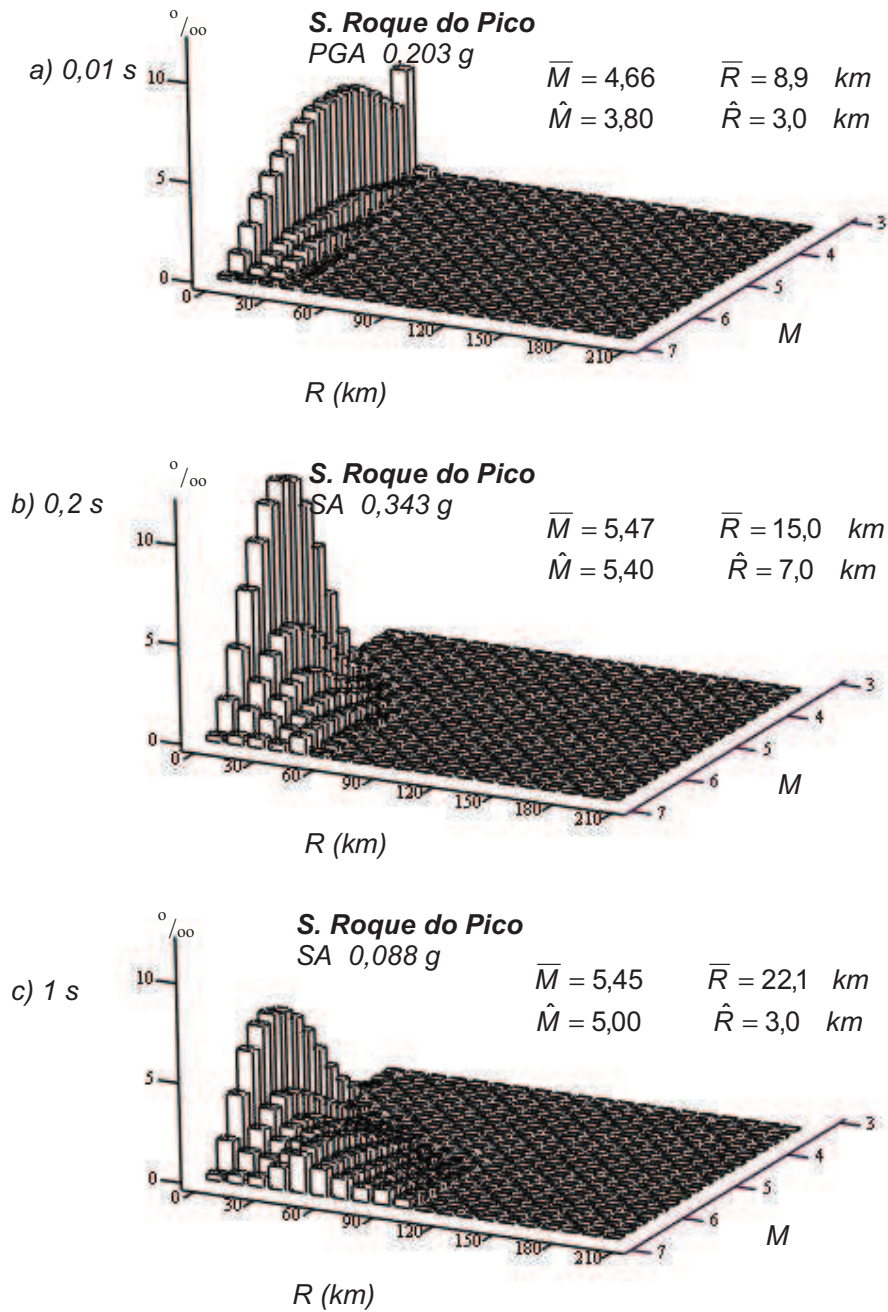 o/oo
S. Roque do Pico
PGA 0,203 g
a) 0,01 s
M̅ = 4,66 R̅ = 8,9 km
M̂ = 3,80 R̂ = 3,0 km
10
5
0
0 30 60 90 120 150 180 210
3 4 5 6 7
M
R (km)
o/oo
S. Roque do Pico
SA 0,343 g
b) 0,2 s
M̅ = 5,47 R̅ = 15,0 km
M̂ = 5,40 R̂ = 7,0 km
10
5
0
0 30 60 90 120 150 180 210
3 4 5 6 7
M
R (km)
o/oo
S. Roque do Pico
SA 0,088 g
c) 1 s
M̅ = 5,45 R̅ = 22,1 km
M̂ = 5,00 R̂ = 3,0 km
10
5
0
0 30 60 90 120 150 180 210
3 4 5 6 7
M
R (km)